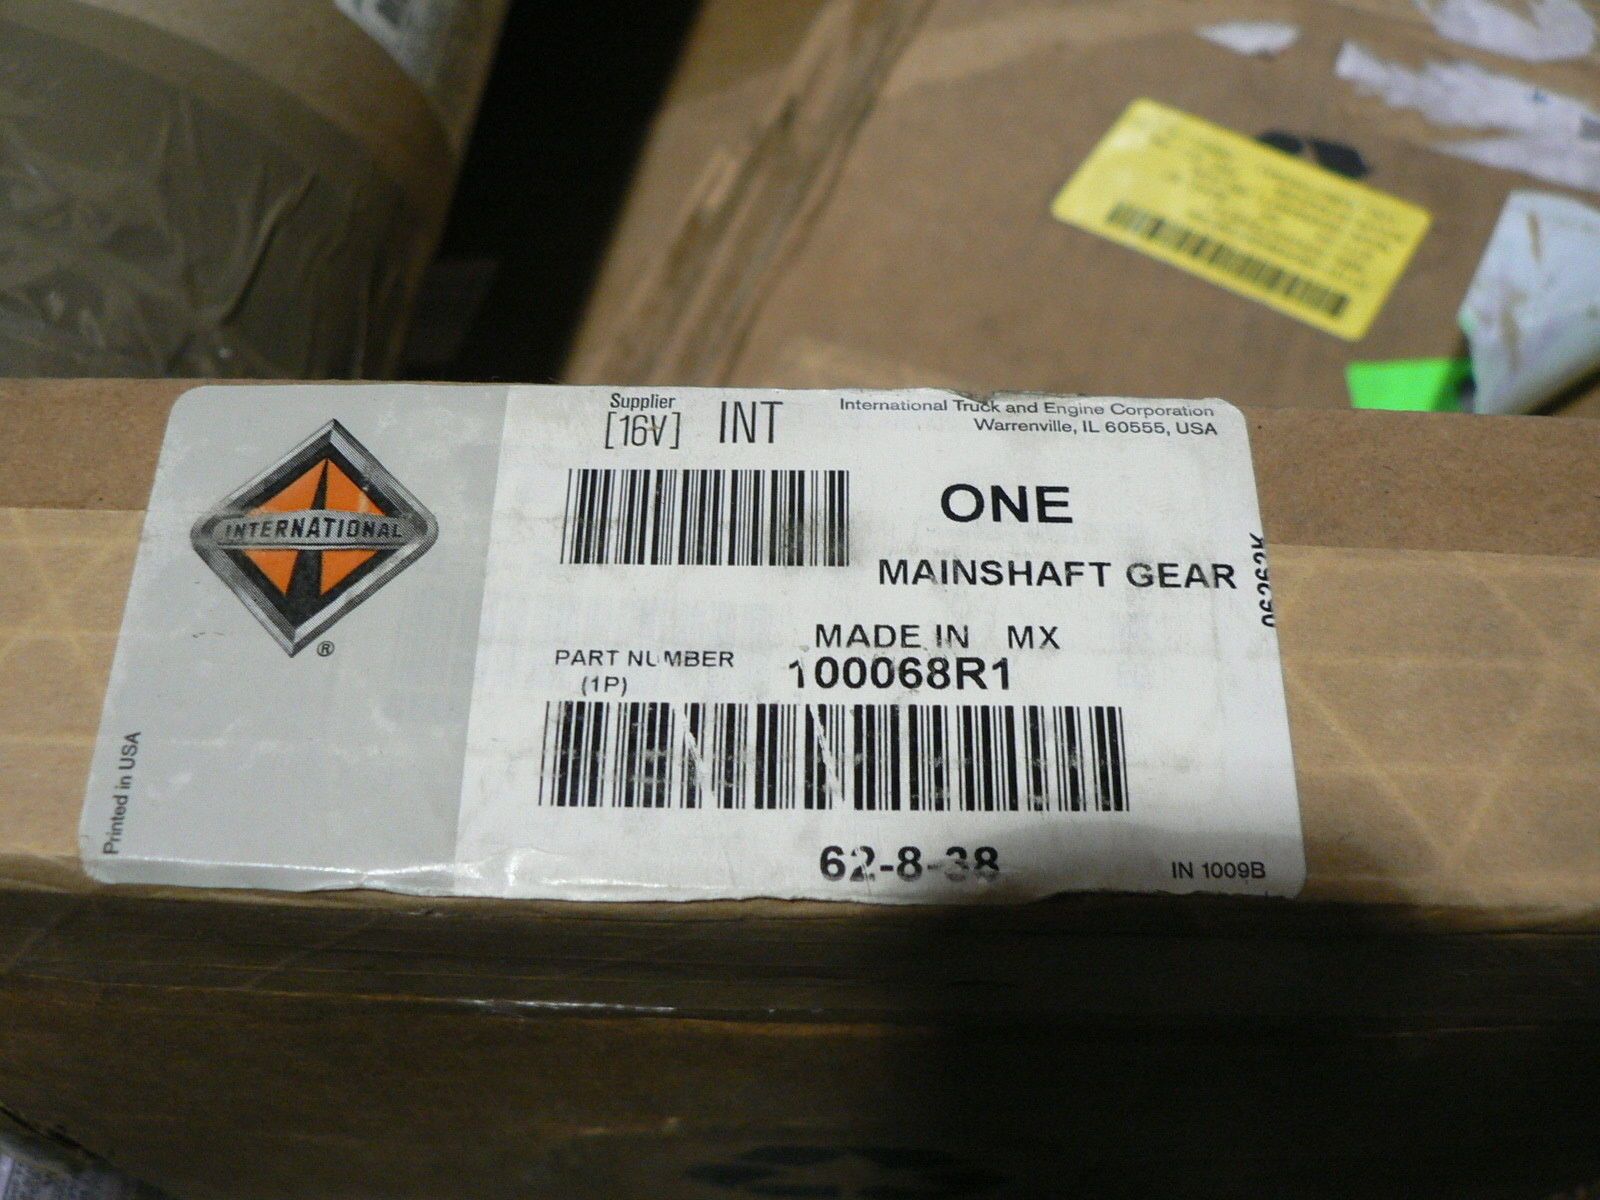 Supplier
[16V] INT
International Truck and Engine Corporation
Warrenville, IL 60555, USA
INTERNATIONAL
®
ONE
MAINSHAFT GEAR
06262K
MADE IN MX
PART NUMBER
(1P)
100068R1
Printed in USA
62-8-38
IN 1009B